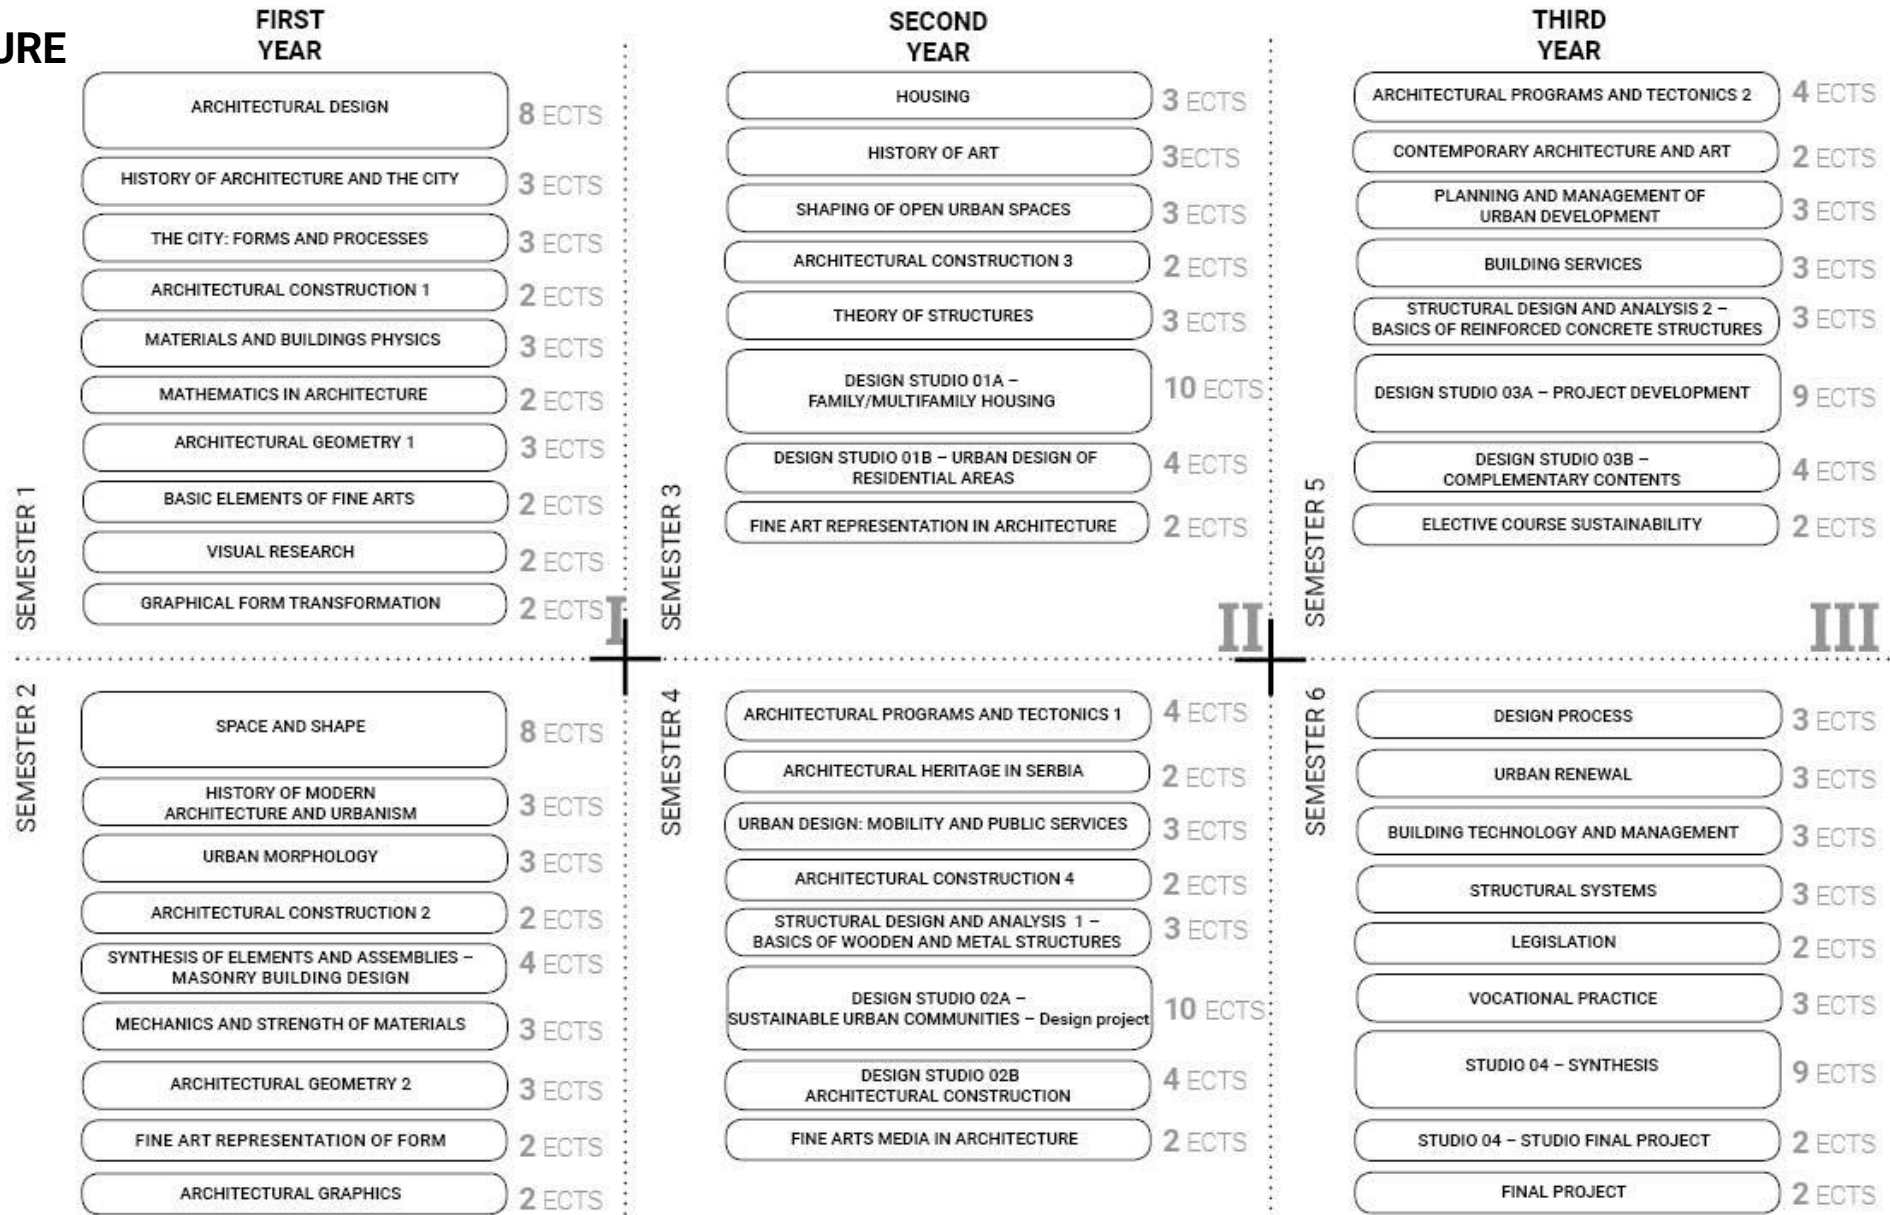 URE
FIRST
YEAR
SEMESTER 1
ARCHITECTURAL DESIGN
8 ECTS
HISTORY OF ARCHITECTURE AND THE CITY
3 ECTS
THE CITY: FORMS AND PROCESSES
3 ECTS
ARCHITECTURAL CONSTRUCTION 1
2 ECTS
MATERIALS AND BUILDINGS PHYSICS
3 ECTS
MATHEMATICS IN ARCHITECTURE
2 ECTS
ARCHITECTURAL GEOMETRY 1
3 ECTS
BASIC ELEMENTS OF FINE ARTS
2 ECTS
VISUAL RESEARCH
2 ECTS
GRAPHICAL FORM TRANSFORMATION
2 ECTS
I
SEMESTER 2
SPACE AND SHAPE
8 ECTS
HISTORY OF MODERN
ARCHITECTURE AND URBANISM
3 ECTS
URBAN MORPHOLOGY
3 ECTS
ARCHITECTURAL CONSTRUCTION 2
2 ECTS
SYNTHESIS OF ELEMENTS AND ASSEMBLIES –
MASONRY BUILDING DESIGN
4 ECTS
MECHANICS AND STRENGTH OF MATERIALS
3 ECTS
ARCHITECTURAL GEOMETRY 2
3 ECTS
FINE ART REPRESENTATION OF FORM
2 ECTS
ARCHITECTURAL GRAPHICS
2 ECTS
SECOND
YEAR
SEMESTER 3
HOUSING
3 ECTS
HISTORY OF ART
3ECTS
SHAPING OF OPEN URBAN SPACES
3 ECTS
ARCHITECTURAL CONSTRUCTION 3
2 ECTS
THEORY OF STRUCTURES
3 ECTS
DESIGN STUDIO 01A –
FAMILY/MULTIFAMILY HOUSING
10 ECTS
DESIGN STUDIO 01B – URBAN DESIGN OF
RESIDENTIAL AREAS
4 ECTS
FINE ART REPRESENTATION IN ARCHITECTURE
2 ECTS
II
SEMESTER 4
ARCHITECTURAL PROGRAMS AND TECTONICS 1
4 ECTS
ARCHITECTURAL HERITAGE IN SERBIA
2 ECTS
URBAN DESIGN: MOBILITY AND PUBLIC SERVICES
3 ECTS
ARCHITECTURAL CONSTRUCTION 4
2 ECTS
STRUCTURAL DESIGN AND ANALYSIS 1 –
BASICS OF WOODEN AND METAL STRUCTURES
3 ECTS
DESIGN STUDIO 02A –
SUSTAINABLE URBAN COMMUNITIES – Design project
10 ECTS
DESIGN STUDIO 02B
ARCHITECTURAL CONSTRUCTION
4 ECTS
FINE ARTS MEDIA IN ARCHITECTURE
2 ECTS
THIRD
YEAR
SEMESTER 5
ARCHITECTURAL PROGRAMS AND TECTONICS 2
4 ECTS
CONTEMPORARY ARCHITECTURE AND ART
2 ECTS
PLANNING AND MANAGEMENT OF
URBAN DEVELOPMENT
3 ECTS
BUILDING SERVICES
3 ECTS
STRUCTURAL DESIGN AND ANALYSIS 2 –
BASICS OF REINFORCED CONCRETE STRUCTURES
3 ECTS
DESIGN STUDIO 03A – PROJECT DEVELOPMENT
9 ECTS
DESIGN STUDIO 03B –
COMPLEMENTARY CONTENTS
4 ECTS
ELECTIVE COURSE SUSTAINABILITY
2 ECTS
III
SEMESTER 6
DESIGN PROCESS
3 ECTS
URBAN RENEWAL
3 ECTS
BUILDING TECHNOLOGY AND MANAGEMENT
3 ECTS
STRUCTURAL SYSTEMS
3 ECTS
LEGISLATION
2 ECTS
VOCATIONAL PRACTICE
3 ECTS
STUDIO 04 – SYNTHESIS
9 ECTS
STUDIO 04 – STUDIO FINAL PROJECT
2 ECTS
FINAL PROJECT
2 ECTS